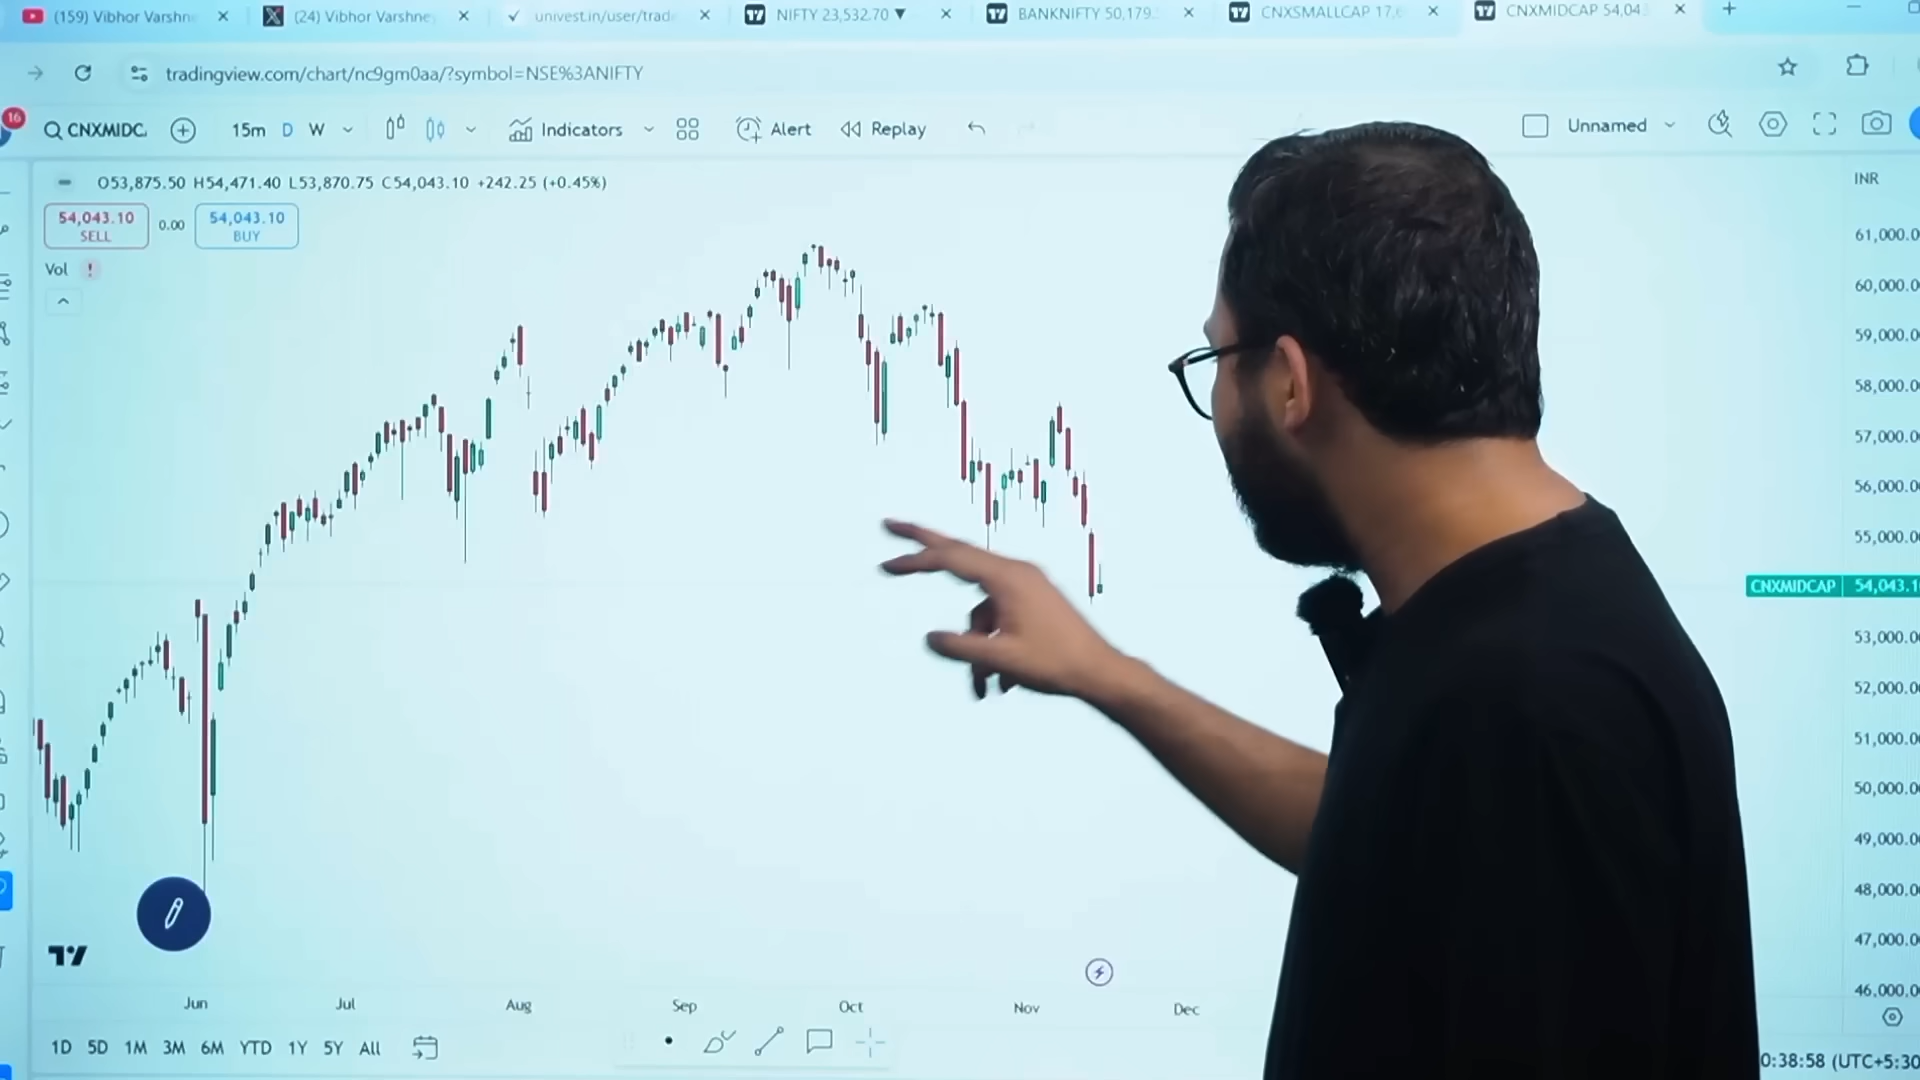 (159) Vibhor Varshn
(24) Vibhor Varshne
univest.in/user/trad
NIFTY 23,532.70 ▼
BANKNIFTY 50,179.
CNXSMALLCAP 17,6
CNXMIDCAP 54,04
tradingview.com/chart/nc9gm0aa/?symbol=NSE%3ANIFTY
16
CNXMIDC
15m D W
Indicators
Alert
Replay
Unnamed
O53,875.50 H54,471.40 L53,870.75 C54,043.10 +242.25 (+0.45%)
INR
54,043.10
SELL
0.00
54,043.10
BUY
Vol !
61,000.0
60,000.0
59,000.0
58,000.0
57,000.0
56,000.0
55,000.0
CNXMIDCAP 54,043.1
53,000.0
52,000.0
51,000.0
50,000.0
49,000.0
48,000.0
47,000.0
46,000.0
Jun Jul Aug Sep Oct Nov Dec
1D 5D 1M 3M 6M YTD 1Y 5Y All
0:38:58 (UTC+5:30